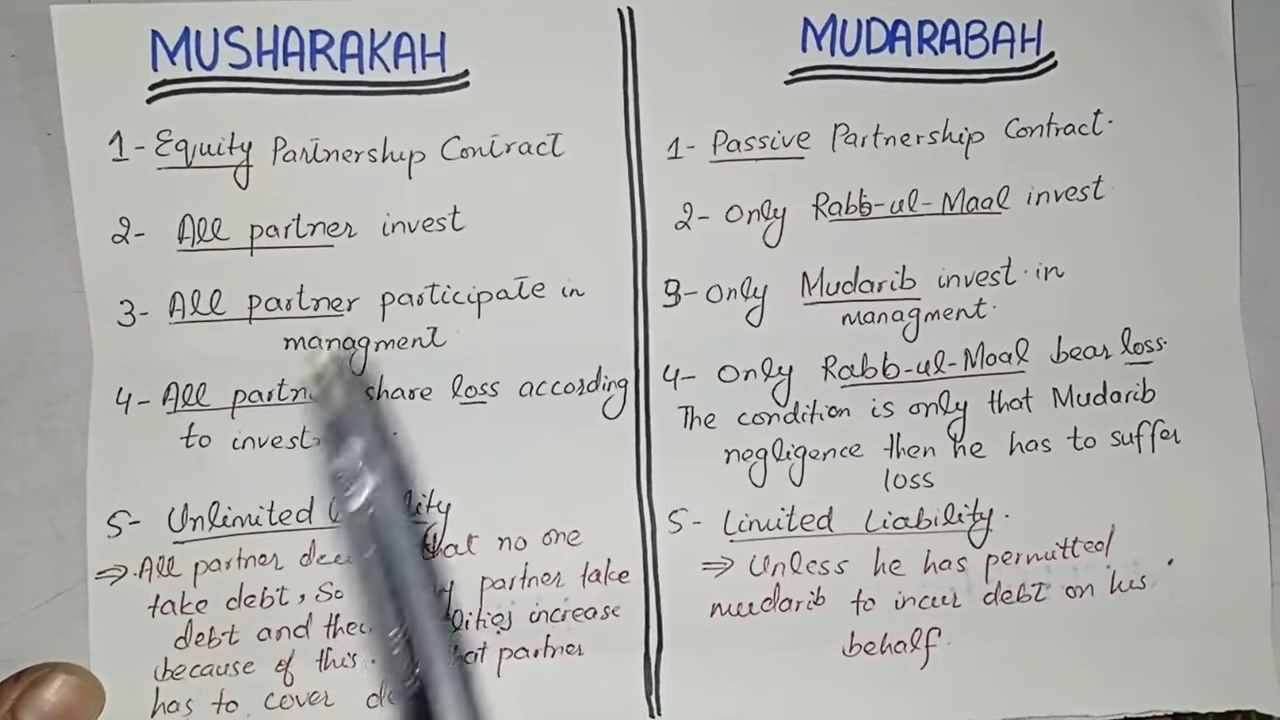 MUSHARAKAH
1- Equity Partnership Contract
2- All partner invest
3- All partner participate in
managment
4- All share loss according
to
5- Unlimited
⇒ All partner that no one
take debt, So partner take
debt and increase
because of this partner
has to cover
MUDARABAH
1- Passive Partnership Contract.
2- Only Rabb-ul-Maal invest
3- Only Mudarib invest in
managment.
4- Only Rabb-ul-Maal bear loss.
The condition is only that Mudarib
negligence then he has to suffer
loss
5- Limited Liability.
⇒ Unless he has permitted
mudarib to incur debt on his
behalf.